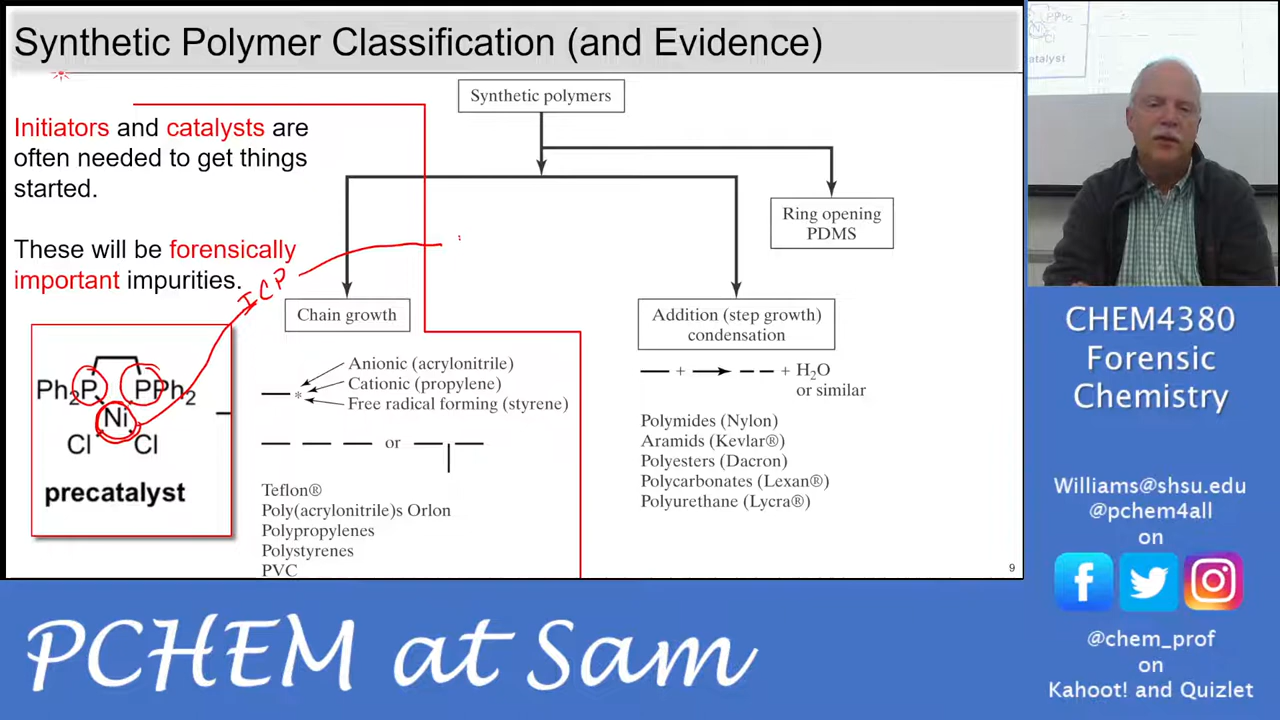 Synthetic Polymer Classification (and Evidence)
Initiators and catalysts are
often needed to get things
started.
These will be forensically
important impurities.
ICP
Ph₂P PPh₂
Ni
Cl Cl
precatalyst
Synthetic polymers
Ring opening
PDMS
Chain growth
Anionic (acrylonitrile)
* Cationic (propylene)
Free radical forming (styrene)
or
Teflon®
Poly(acrylonitrile)s Orlon
Polypropylenes
Polystyrenes
PVC
Addition (step growth)
condensation
+ + H₂O
or similar
Polymides (Nylon)
Aramids (Kevlar®)
Polyesters (Dacron)
Polycarbonates (Lexan®)
Polyurethane (Lycra®)
9
PPh₂
Ni
Cl
atalyst
CHEM4380
Forensic
Chemistry
Williams@shsu.edu
@pchem4all
on
@chem_prof
on
Kahoot! and Quizlet
PCHEM at Sam